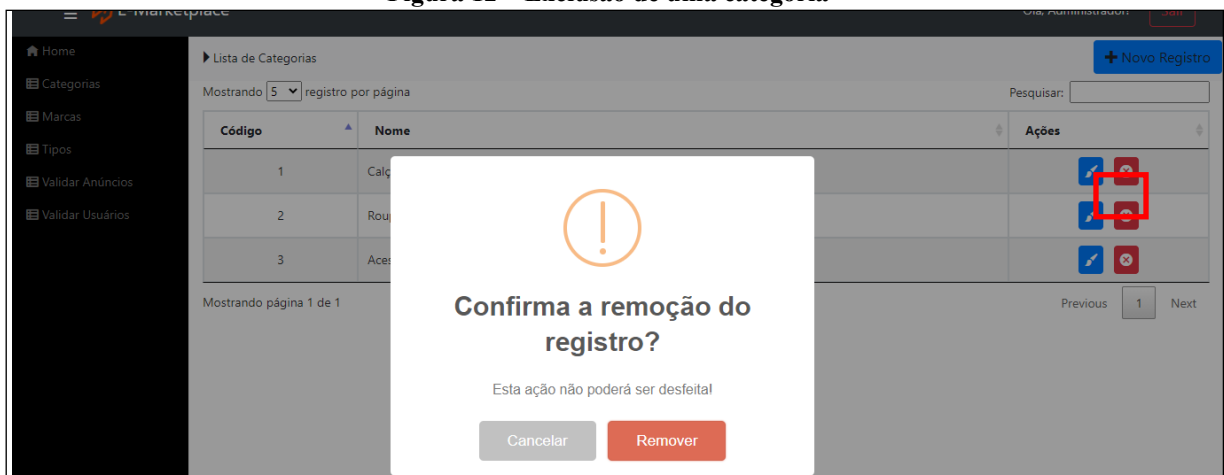 E-Marketplace
Olá, Administrador! Sair
Home
Categorias
Marcas
Tipos
Validar Anúncios
Validar Usuários
Lista de Categorias
Novo Registro
Mostrando 5 registro por página
Pesquisar:
Código Nome Ações
1
2
3
Mostrando página 1 de 1
Previous 1 Next
Confirma a remoção do
registro?
Esta ação não poderá ser desfeita!
Cancelar Remover